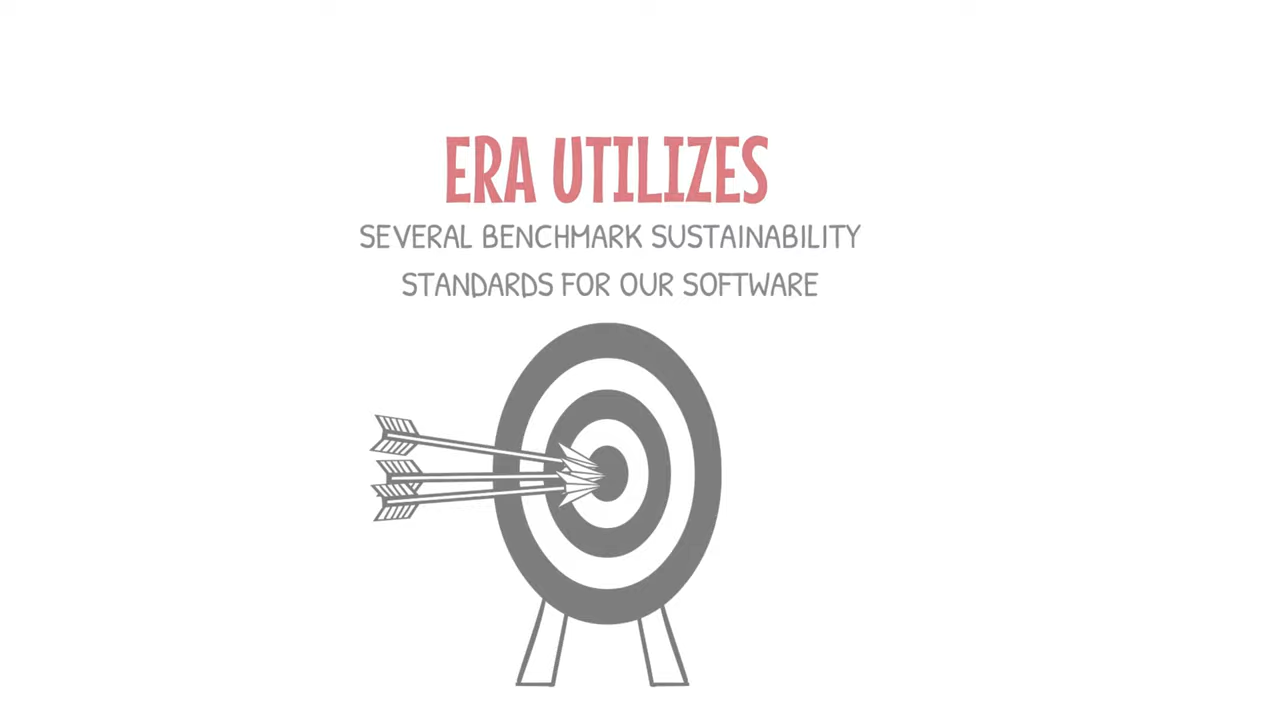 ERA UTILIZES
SEVERAL BENCHMARK SUSTAINABILITY
STANDARDS FOR OUR SOFTWARE